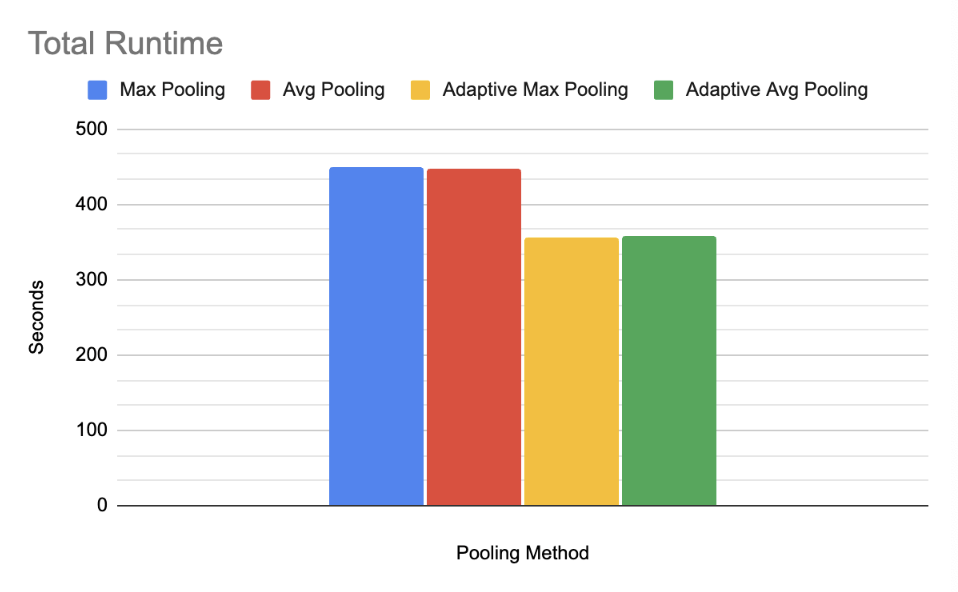 Total Runtime
Max Pooling Avg Pooling Adaptive Max Pooling Adaptive Avg Pooling
500
400
300
200
100
0
Seconds
Pooling Method